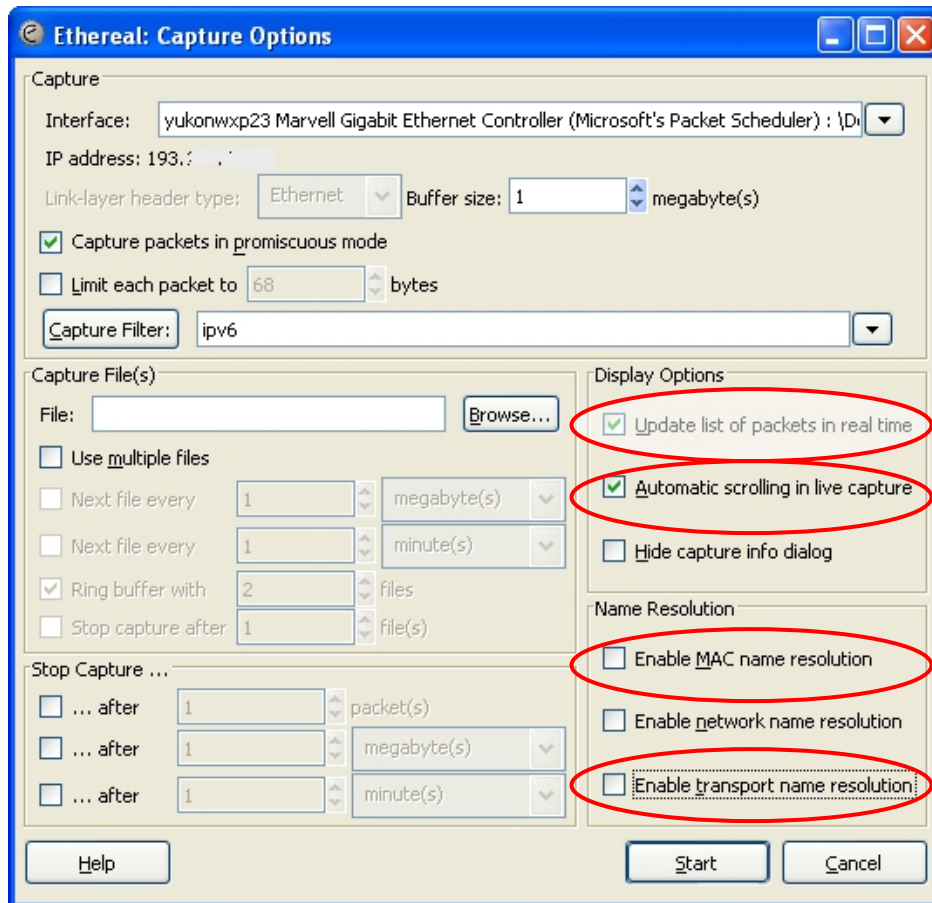 Ethereal: Capture Options
Capture
Interface: yukonwxp23 Marvell Gigabit Ethernet Controller (Microsoft's Packet Scheduler) : \D
IP address: 193.
Link-layer header type: Ethernet Buffer size: 1 megabyte(s)
Capture packets in promiscuous mode
Limit each packet to 68 bytes
Capture Filter: ipv6
Capture File(s)
File: Browse...
Use multiple files
Next file every 1 megabyte(s)
Next file every 1 minute(s)
Ring buffer with 2 files
Stop capture after 1 file(s)
Stop Capture ...
... after 1 packet(s)
... after 1 megabyte(s)
... after 1 minute(s)
Display Options
Update list of packets in real time
Automatic scrolling in live capture
Hide capture info dialog
Name Resolution
Enable MAC name resolution
Enable network name resolution
Enable transport name resolution
Help Start Cancel